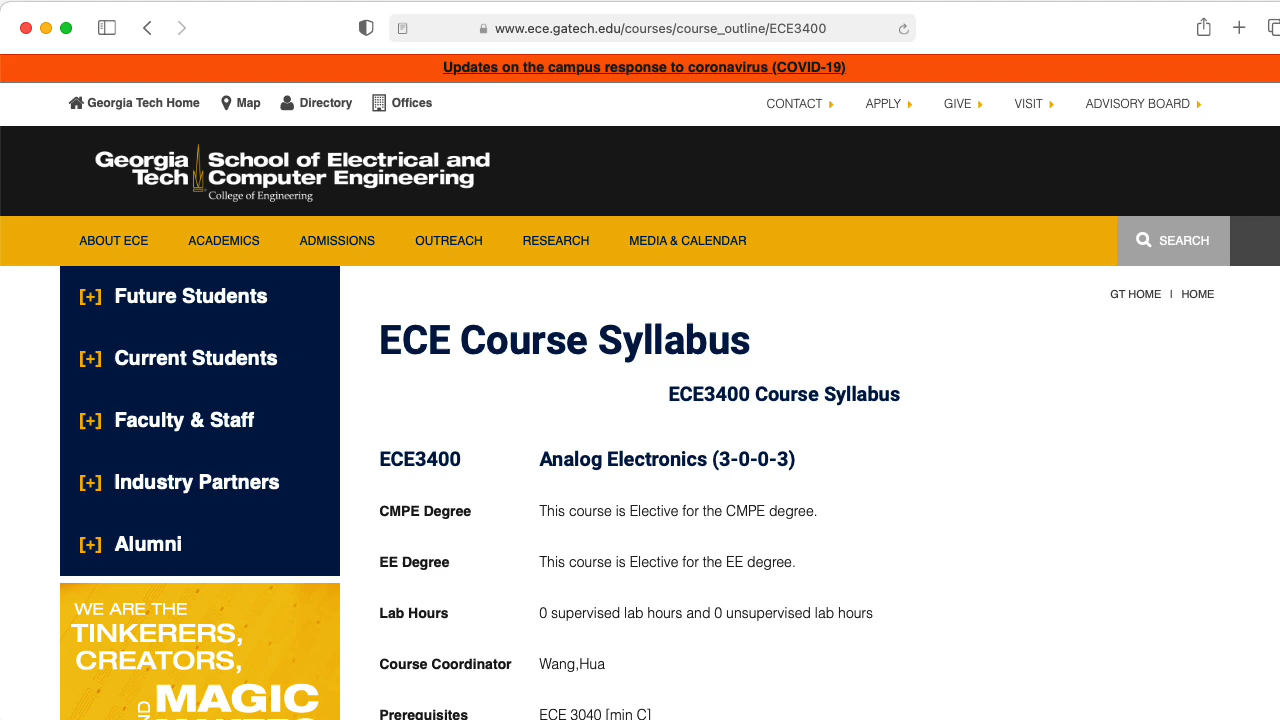 www.ece.gatech.edu/courses/course_outline/ECE3400
Updates on the campus response to coronavirus (COVID-19)
Georgia Tech Home Map Directory Offices CONTACT APPLY GIVE VISIT ADVISORY BOARD
Georgia Tech
School of Electrical and Computer Engineering
College of Engineering
ABOUT ECE ACADEMICS ADMISSIONS OUTREACH RESEARCH MEDIA & CALENDAR SEARCH
[+] Future Students
[+] Current Students
[+] Faculty & Staff
[+] Industry Partners
[+] Alumni
WE ARE THE
TINKERERS,
CREATORS,
AND MAGIC
MAKERS
GT HOME | HOME
ECE Course Syllabus
ECE3400 Course Syllabus
ECE3400 Analog Electronics (3-0-0-3)
CMPE Degree This course is Elective for the CMPE degree.
EE Degree This course is Elective for the EE degree.
Lab Hours 0 supervised lab hours and 0 unsupervised lab hours
Course Coordinator Wang,Hua
Prerequisites ECE 3040 [min C]